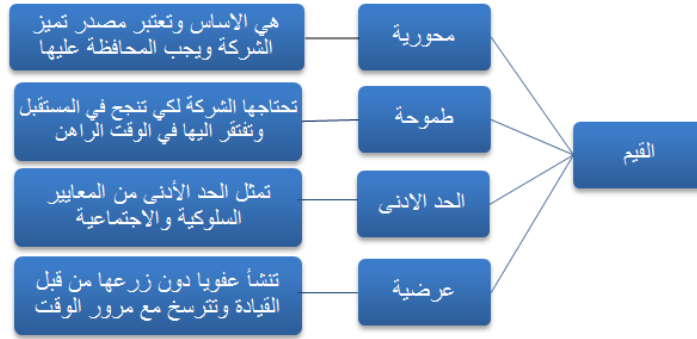 القيم
محورية
هي الاساس وتعتبر مصدر تميز
الشركة ويجب المحافظة عليها
طموحة
تحتاجها الشركة لكي تنجح في المستقبل
وتفتقر اليها في الوقت الراهن
الحد الادنى
تمثل الحد الأدنى من المعايير
السلوكية والاجتماعية
عرضية
تنشأ عفويا دون زرعها من قبل
القيادة وتترسخ مع مرور الوقت